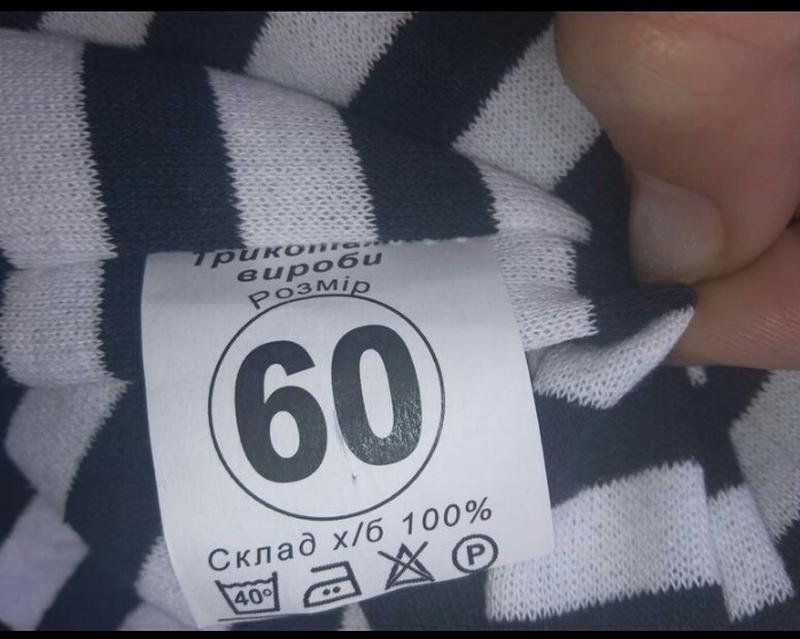 вироби
Розмір
60
Склад х/б 100%
40° P